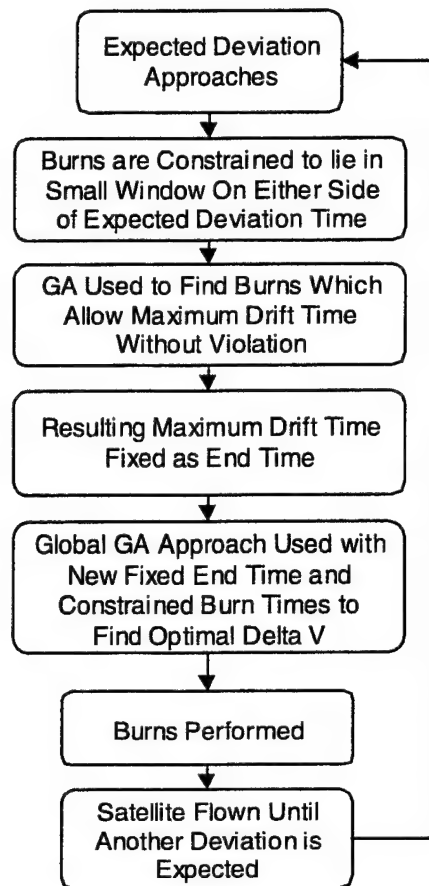 Expected Deviation
Approaches
Burns are Constrained to lie in
Small Window On Either Side
of Expected Deviation Time
GA Used to Find Burns Which
Allow Maximum Drift Time
Without Violation
Resulting Maximum Drift Time
Fixed as End Time
Global GA Approach Used with
New Fixed End Time and
Constrained Burn Times to
Find Optimal Delta V
Burns Performed
Satellite Flown Until
Another Deviation is
Expected